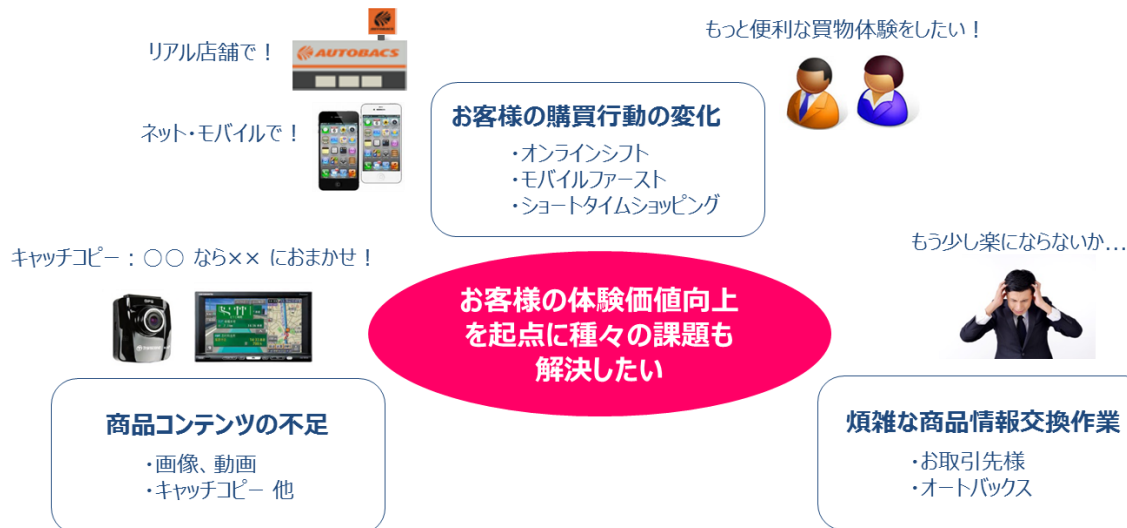 リアル店舗で！
AUTOBACS
ネット・モバイルで！
もっと便利な買物体験をしたい！
お客様の購買行動の変化
・オンラインシフト
・モバイルファースト
・ショートタイムショッピング
キャッチコピー：○○ なら×× におまかせ！
もう少し楽にならないか...
お客様の体験価値向上
を起点に種々の課題も
解決したい
商品コンテンツの不足
・画像、動画
・キャッチコピー 他
煩雑な商品情報交換作業
・お取引先様
・オートバックス